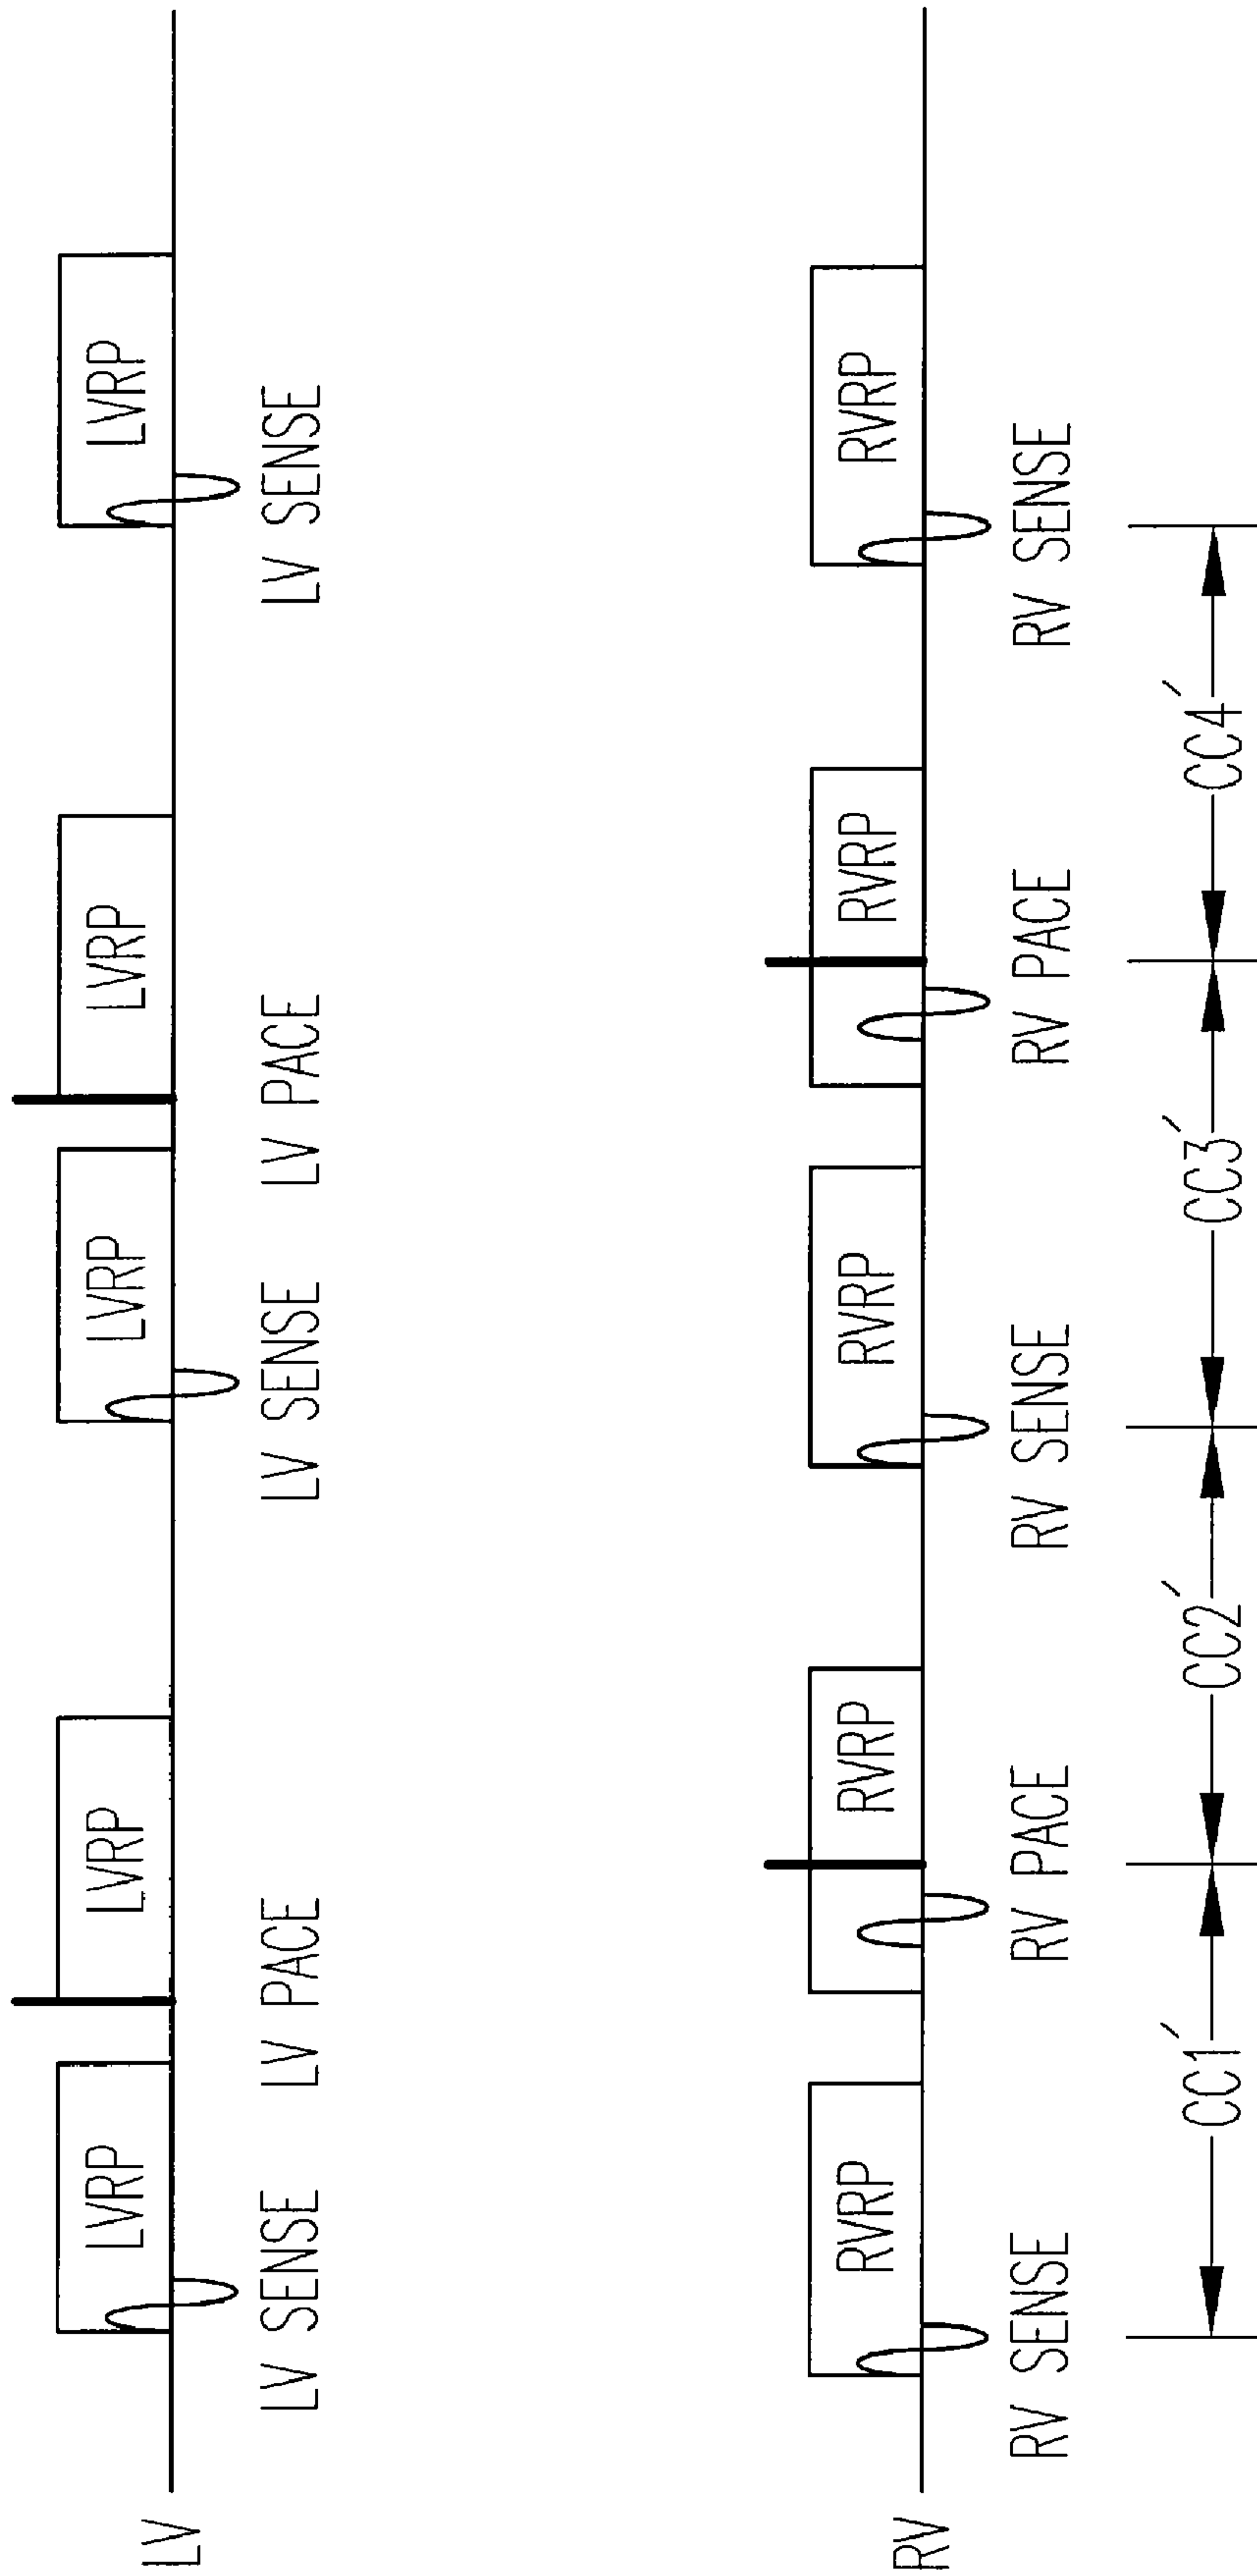 LV
LVRP
LVRP
LVRP
LVRP
LVRP
LV SENSE
LV PACE
LV SENSE
LV PACE
LV SENSE
RV
RVRP
RVRP
RVRP
RVRP
RVRP
RV SENSE
RV PACE
RV SENSE
RV PACE
RV SENSE
CC1´
CC2´
CC3´
CC4´